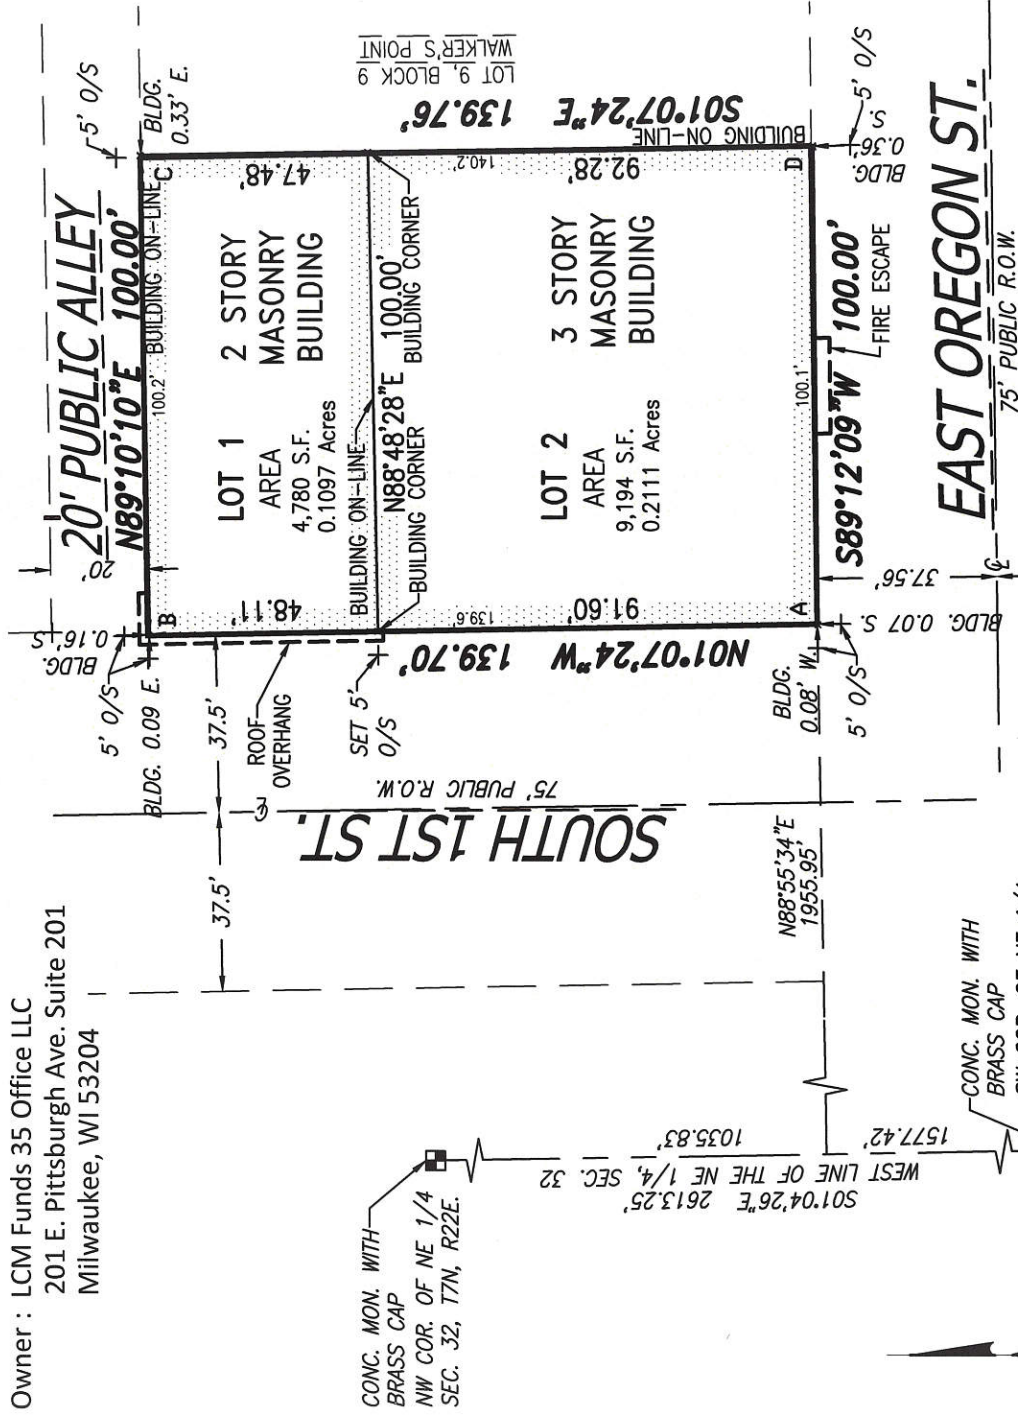 Owner : LCM Funds 35 Office LLC
201 E. Pittsburgh Ave. Suite 201
Milwaukee, WI 53204
20' PUBLIC ALLEY
N89°10'10"E 100.00'
20'
5' O/S
BLDG.
0.33' E.
BLDG.
0.16' S
5' O/S
BLDG. 0.09 E.
B
C
100.2'
BUILDING ON-LINE
LOT 1
AREA
4,780 S.F.
0.1097 Acres
2 STORY
MASONRY
BUILDING
48.11'
47.48'
BUILDING ON-LINE
N88°48'28"E 100.00'
BUILDING CORNER
BUILDING CORNER
LOT 2
AREA
9,194 S.F.
0.2111 Acres
3 STORY
MASONRY
BUILDING
139.6'
91.60'
140.2'
92.28'
N01°07'24"W 139.70'
S01°07'24"E 139.76'
BUILDING ON-LINE
LOT 9, BLOCK 9
WALKER'S POINT
A
D
100.1'
S89°12'09"W 100.00'
FIRE ESCAPE
BLDG.
0.36' S.
5' O/S
BLDG.
0.08' W.
5' O/S
BLDG. 0.07 S.
37.56'
EAST OREGON ST.
75' PUBLIC R.O.W.
37.5'
37.5'
ROOF
OVERHANG
SET 5'
O/S
SOUTH 1ST ST.
75' PUBLIC R.O.W.
N88°55'34"E
1955.95'
CONC. MON. WITH
BRASS CAP
NW COR. OF NE 1/4
SEC. 32, T7N, R22E.
S01°04'26"E 2613.25'
WEST LINE OF THE NE 1/4, SEC. 32
1035.83'
1577.42'
CONC. MON. WITH
BRASS CAP